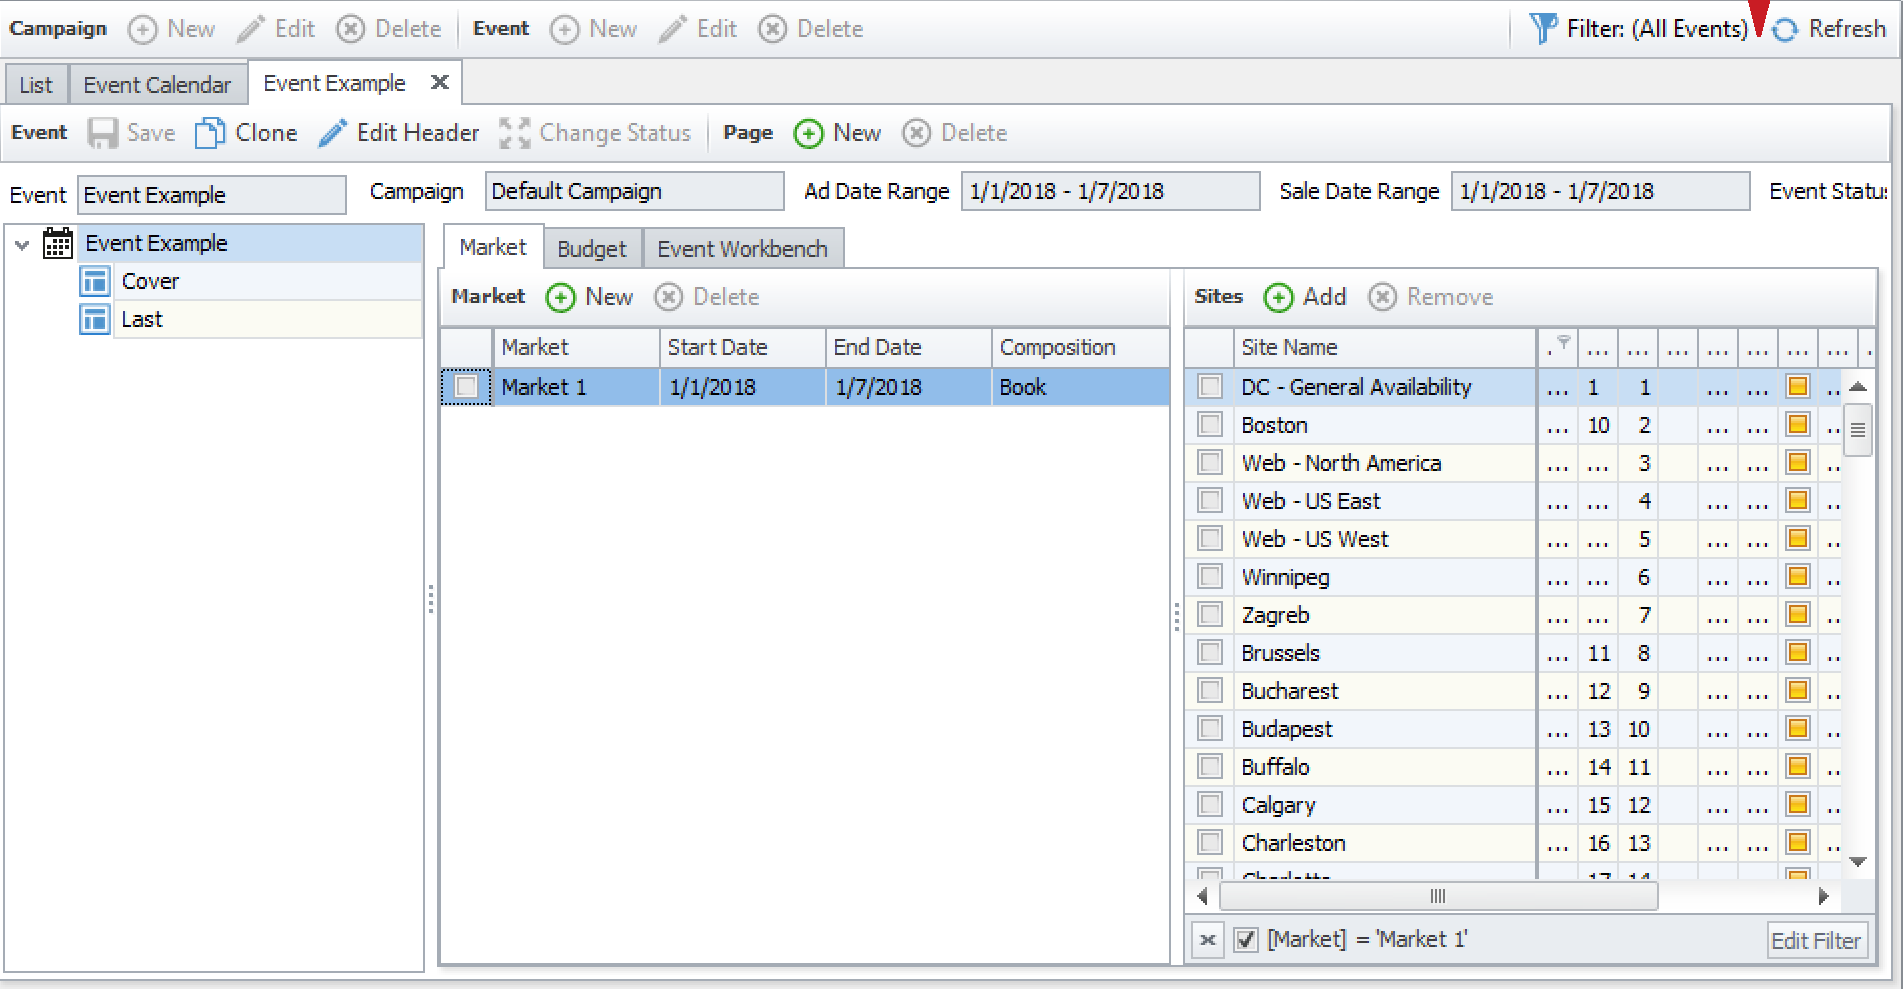 Campaign New Edit Delete Event New Edit Delete Filter: (All Events) Refresh
List Event Calendar Event Example
Event Save Clone Edit Header Change Status Page New Delete
Event Event Example Campaign Default Campaign Ad Date Range 1/1/2018 - 1/7/2018 Sale Date Range 1/1/2018 - 1/7/2018 Event Status
Event Example
Cover
Last
Market Budget Event Workbench
Market New Delete
Market Start Date End Date Composition
Market 1 1/1/2018 1/7/2018 Book
Sites Add Remove
Site Name . ... ... ... ... ... ... ... .
DC - General Availability ... 1 1 ... ... ..
Boston ... 10 2 ... ... ..
Web - North America ... ... 3 ... ... ..
Web - US East ... ... 4 ... ... ..
Web - US West ... ... 5 ... ... ..
Winnipeg ... ... 6 ... ... ..
Zagreb ... ... 7 ... ... ..
Brussels ... 11 8 ... ... ..
Bucharest ... 12 9 ... ... ..
Budapest ... 13 10 ... ... ..
Buffalo ... 14 11 ... ... ..
Calgary ... 15 12 ... ... ..
Charleston ... 16 13 ... ... ..
Charlotte 17 14
[Market] = 'Market 1' Edit Filter